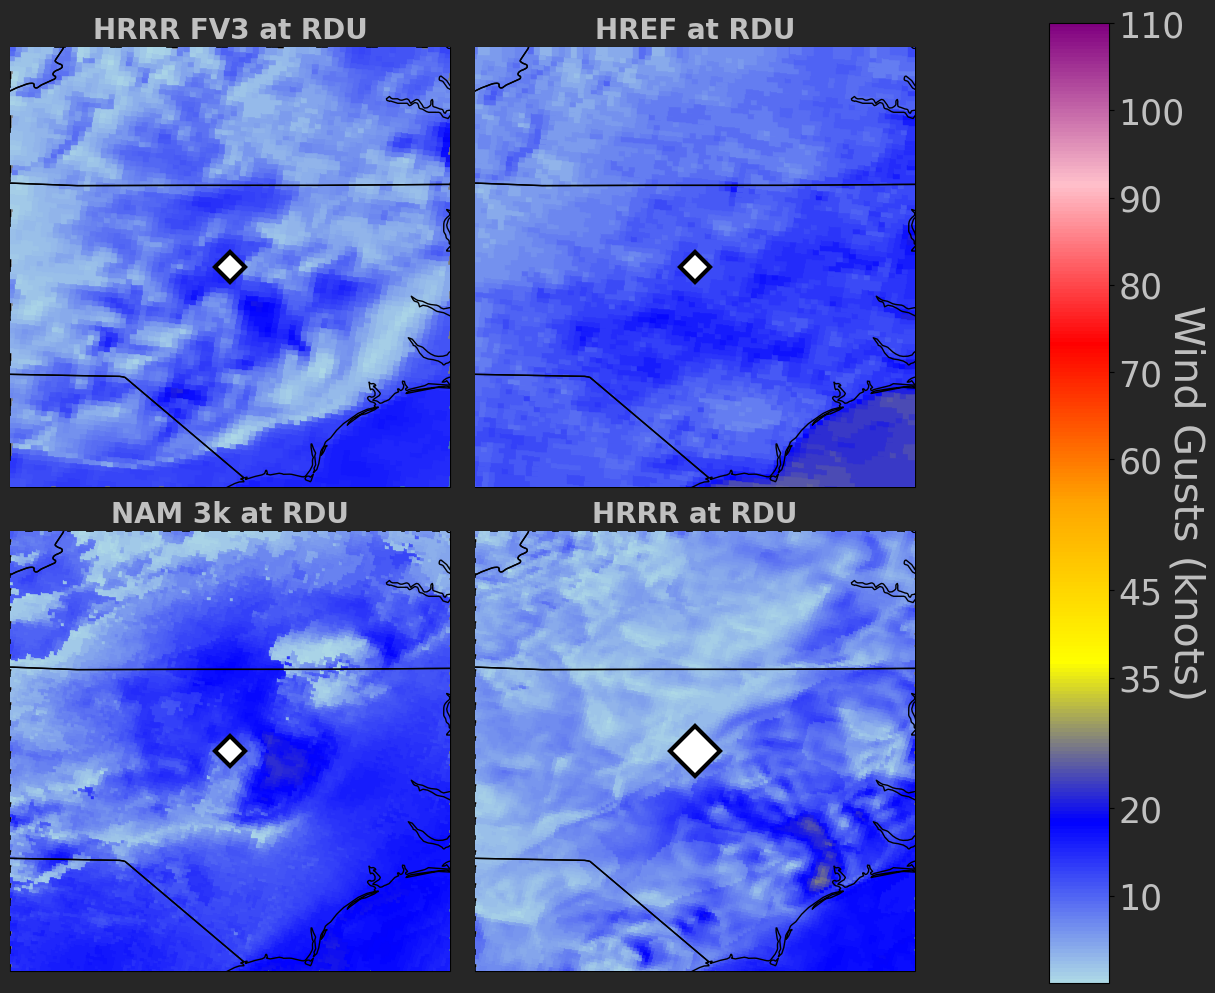 HRRR FV3 at RDU
HREF at RDU
NAM 3k at RDU
HRRR at RDU
110
100
90
80
70
60
45
35
20
10
Wind Gusts (knots)